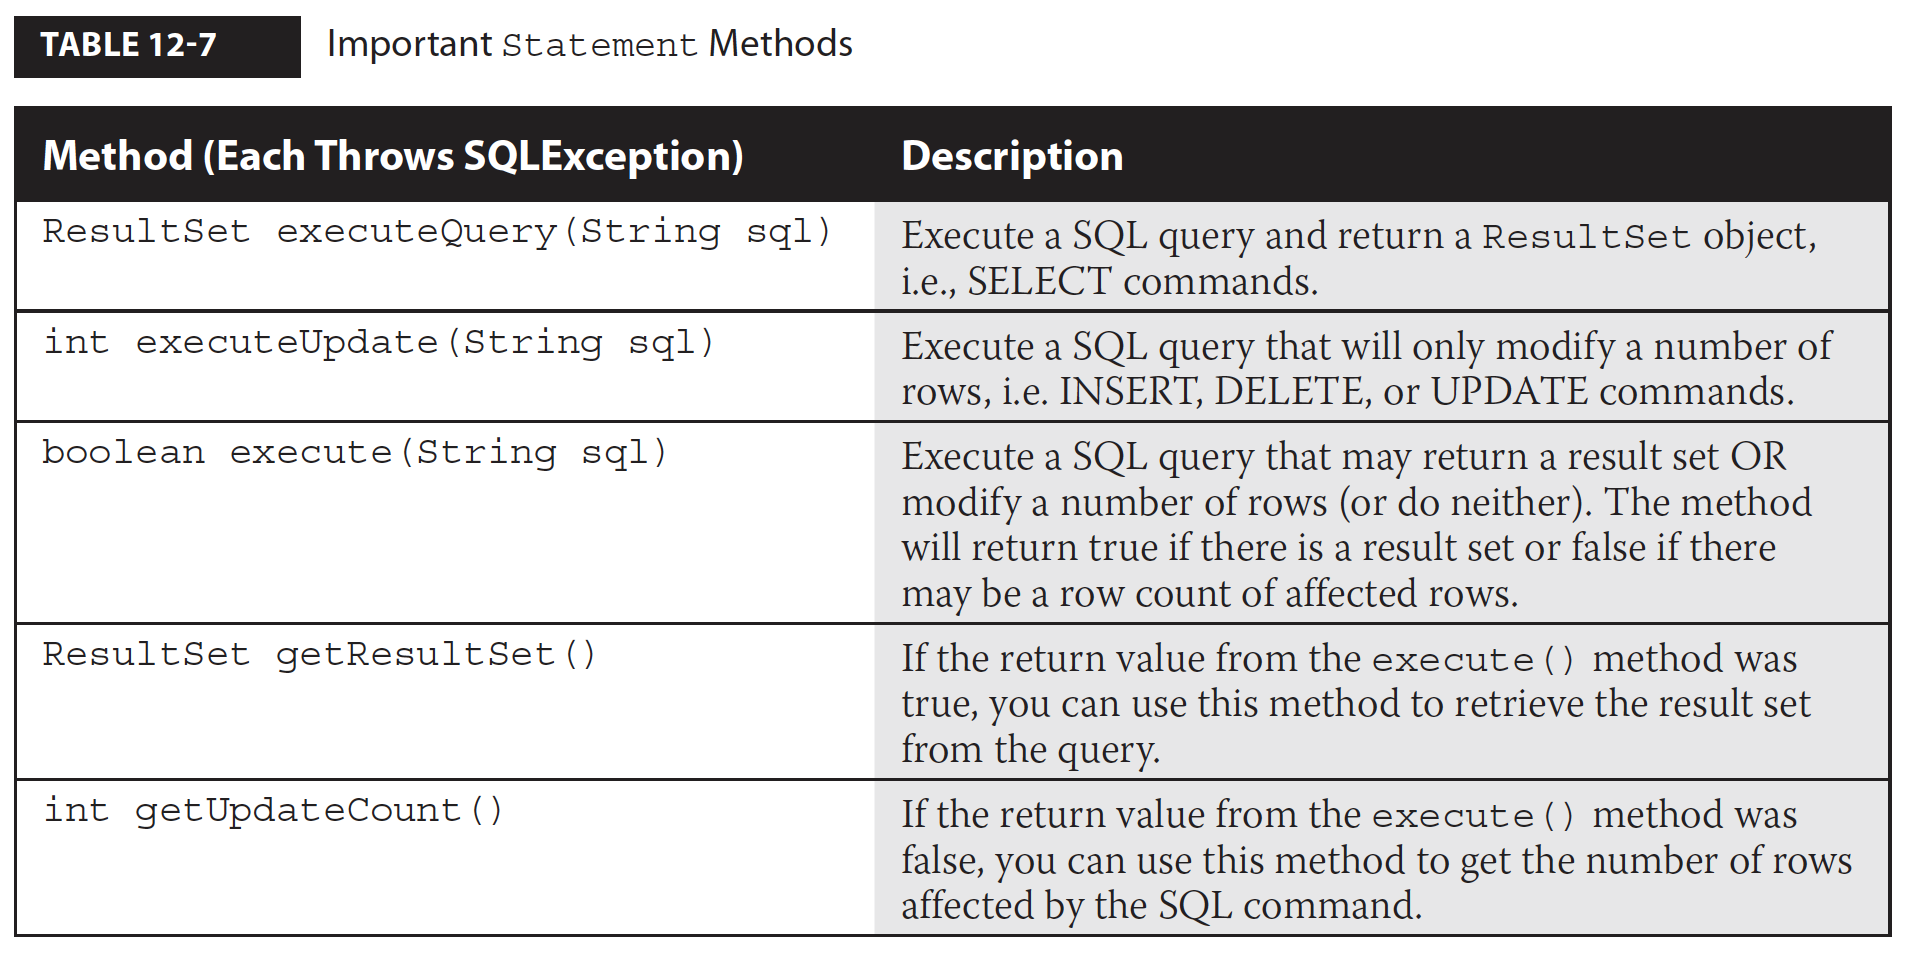 TABLE 12-7 Important Statement Methods
Method (Each Throws SQLException) Description
ResultSet executeQuery(String sql) Execute a SQL query and return a ResultSet object,
i.e., SELECT commands.
int executeUpdate(String sql) Execute a SQL query that will only modify a number of
rows, i.e. INSERT, DELETE, or UPDATE commands.
boolean execute(String sql) Execute a SQL query that may return a result set OR
modify a number of rows (or do neither). The method
will return true if there is a result set or false if there
may be a row count of affected rows.
ResultSet getResultSet() If the return value from the execute() method was
true, you can use this method to retrieve the result set
from the query.
int getUpdateCount() If the return value from the execute() method was
false, you can use this method to get the number of rows
affected by the SQL command.